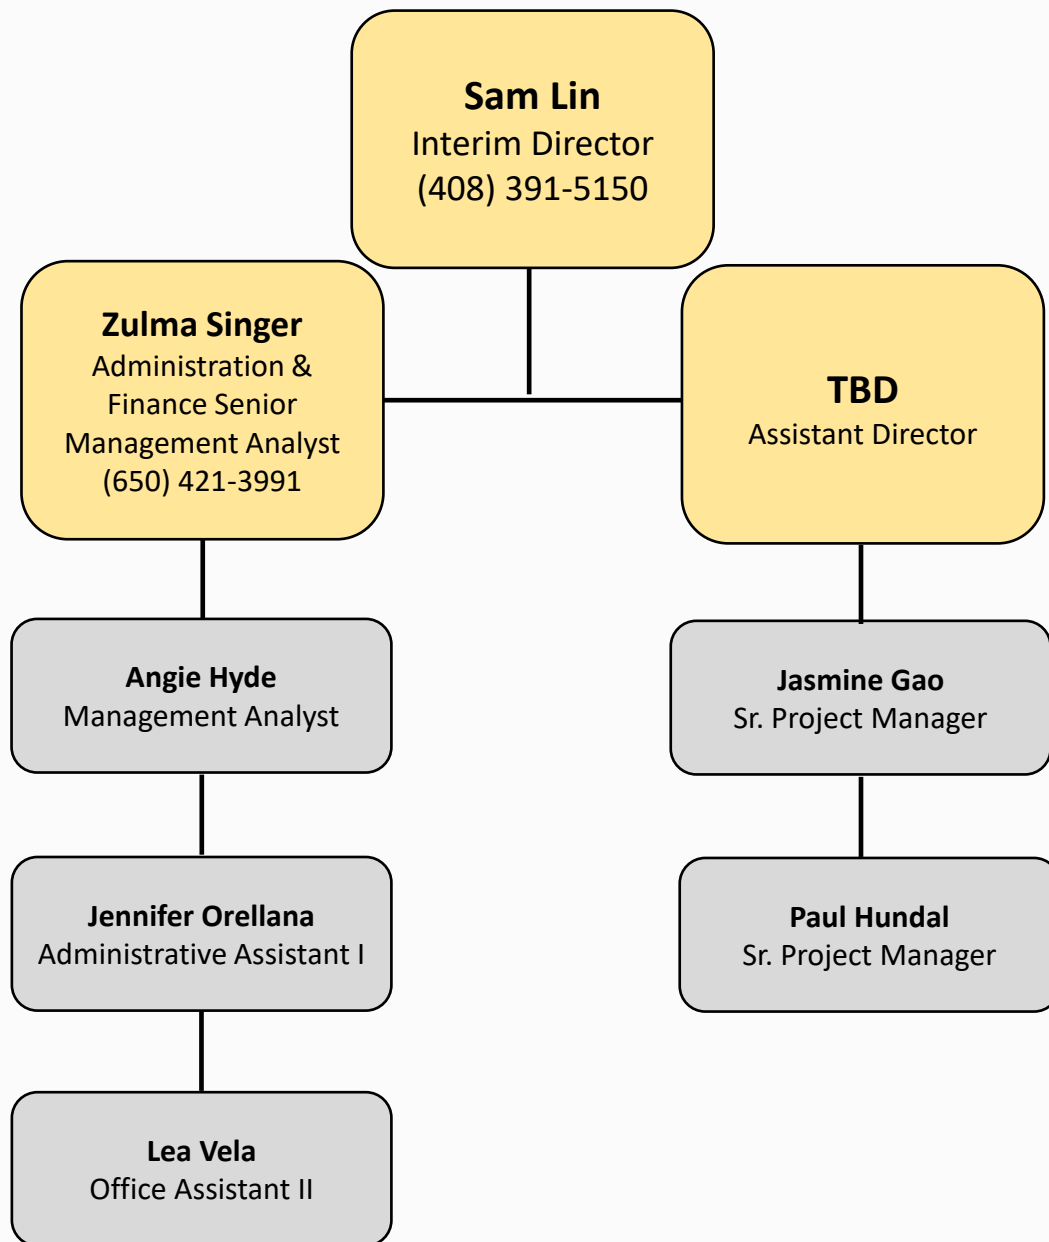 Sam Lin
Interim Director
(408) 391-5150
Zulma Singer
Administration &
Finance Senior
Management Analyst
(650) 421-3991
TBD
Assistant Director
Angie Hyde
Management Analyst
Jasmine Gao
Sr. Project Manager
Jennifer Orellana
Administrative Assistant I
Paul Hundal
Sr. Project Manager
Lea Vela
Office Assistant II